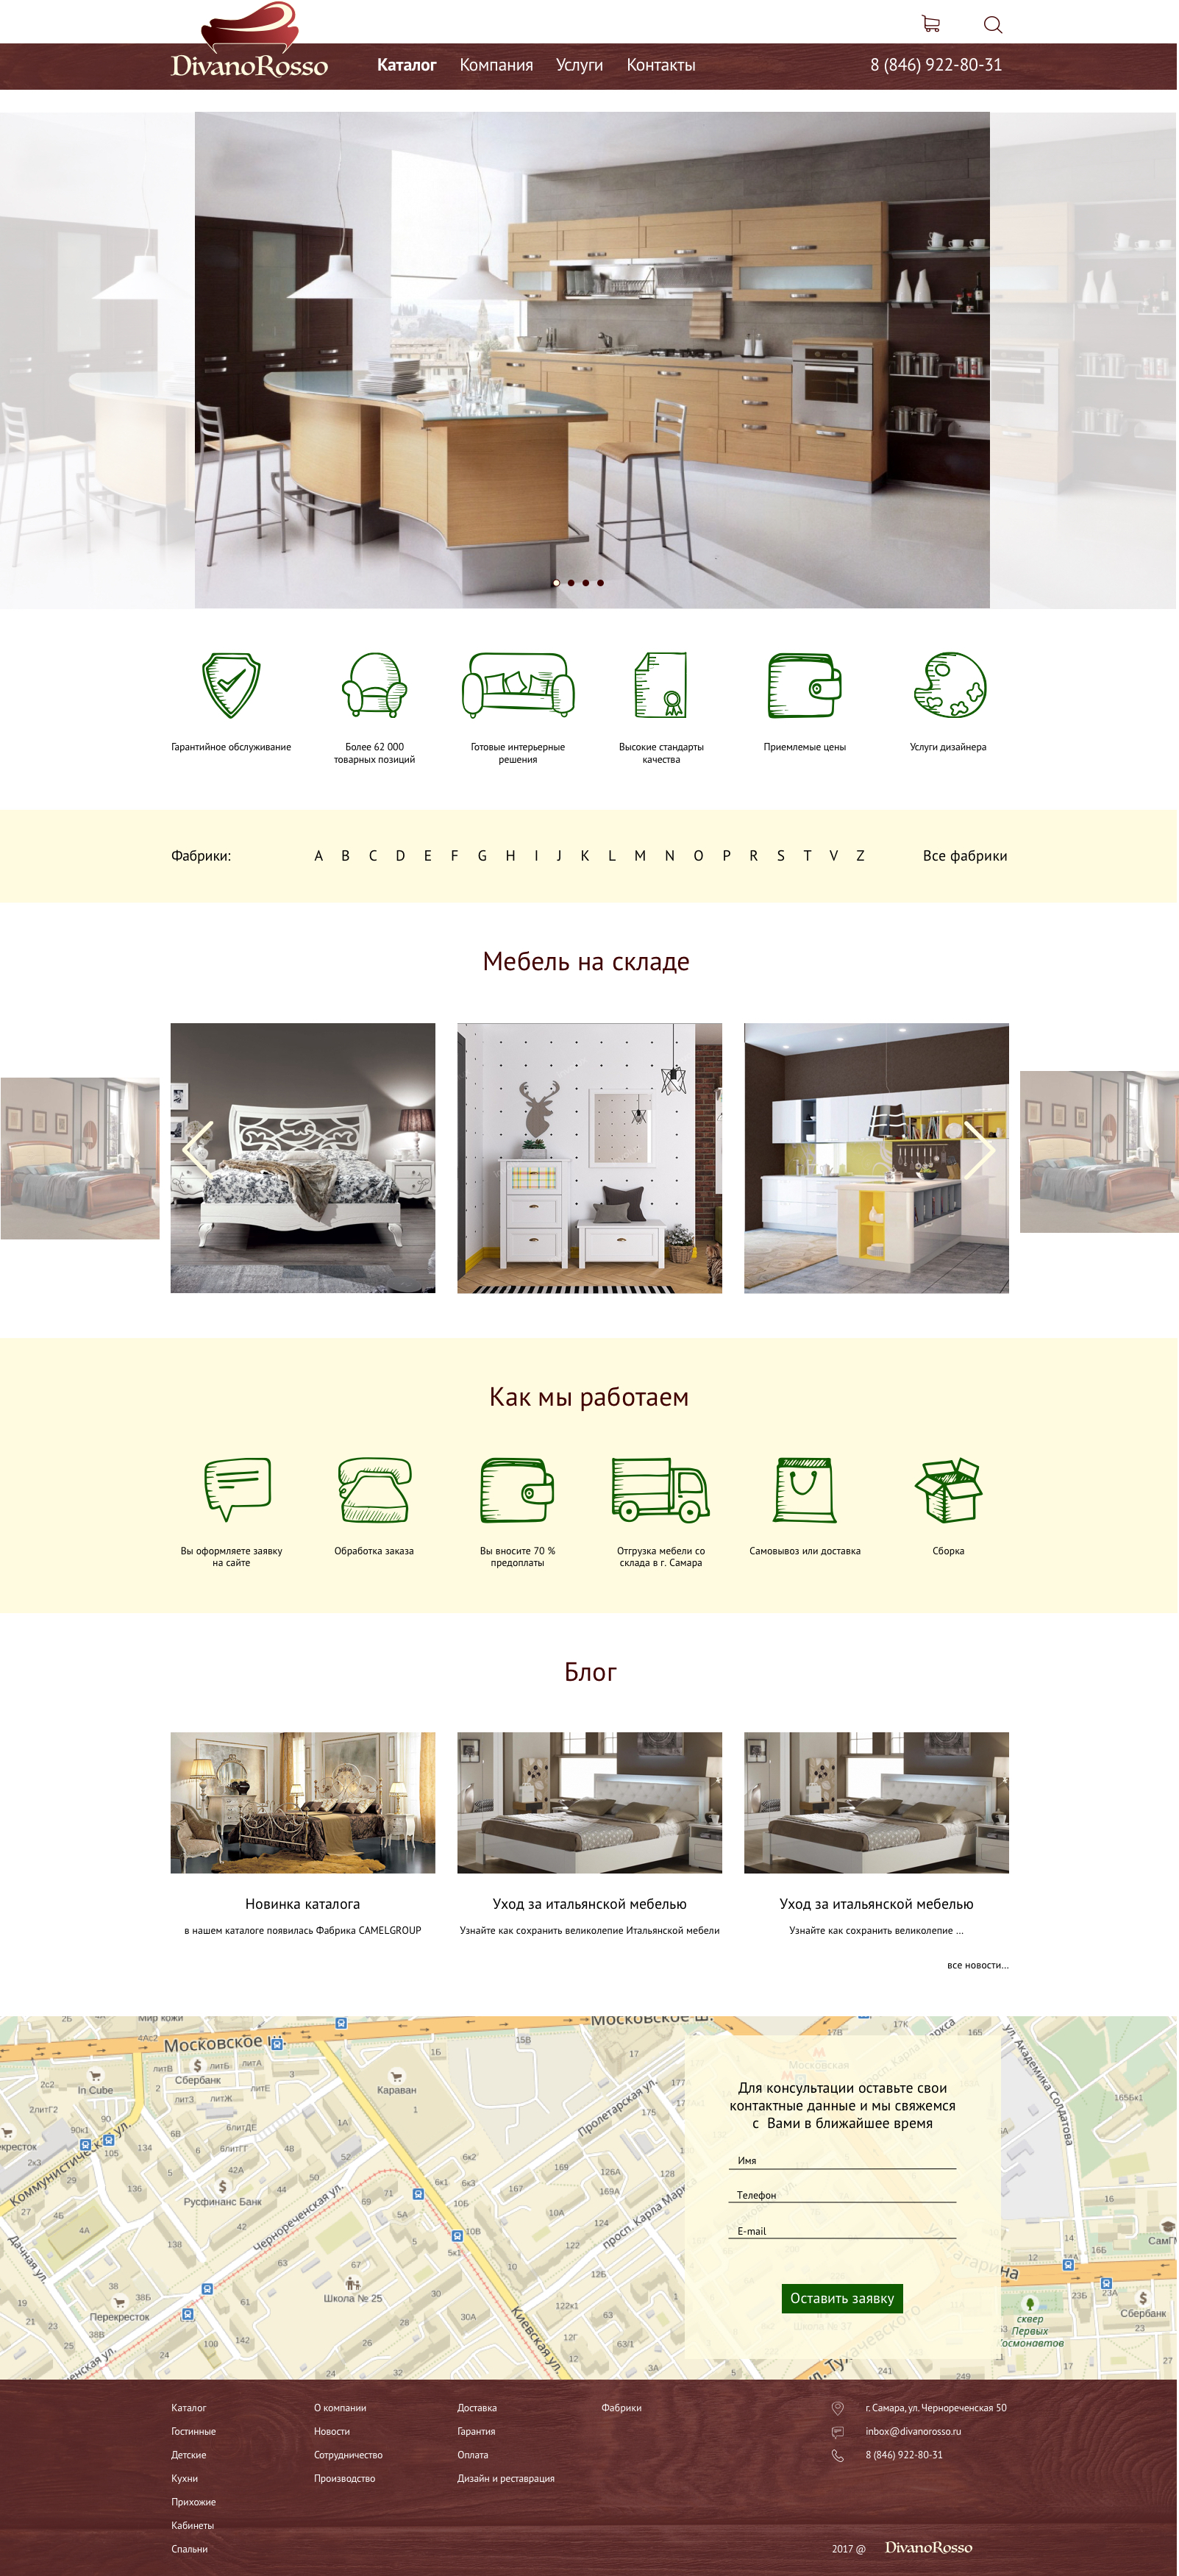 DivanoRosso
Каталог Компания Услуги Контакты 8 (846) 922-80-31
Гарантийное обслуживание
Более 62 000
товарных позиций
Готовые интерьерные
решения
Высокие стандарты
качества
Приемлемые цены
Услуги дизайнера
Фабрики: A B C D E F G H I J K L M N O P R S T V Z Все фабрики
Мебель на складе
Как мы работаем
Вы оформляете заявку
на сайте
Обработка заказа
Вы вносите 70 %
предоплаты
Отгрузка мебели со
склада в г. Самара
Самовывоз или доставка
Сборка
Блог
Новинка каталога
в нашем каталоге появилась Фабрика CAMELGROUP
Уход за итальянской мебелью
Узнайте как сохранить великолепие Итальянской мебели
Уход за итальянской мебелью
Узнайте как сохранить великолепие ...
все новости...
Мир кожи
Московское ш.
Московское ш.
Сбербанк
In Cube
Караван
Коммунистическая ул.
Русфинанс Банк
Чернореченская ул.
Пролетарская ул.
просп. Карла Маркса
Дачная ул.
Перекресток
Школа № 25
Киевская ул.
ул. Академика Солдатова
ул. Гагарина
сквер
Первых
Космонавтов
Сбербанк
Для консультации оставьте свои
контактные данные и мы свяжемся
с Вами в ближайшее время
Имя
Телефон
E-mail
Оставить заявку
Каталог
Гостинные
Детские
Кухни
Прихожие
Кабинеты
Спальни
О компании
Новости
Сотрудничество
Производство
Доставка
Гарантия
Оплата
Дизайн и реставрация
Фабрики
г. Самара, ул. Чернореченская 50
inbox@divanorosso.ru
8 (846) 922-80-31
2017 @ DivanoRosso